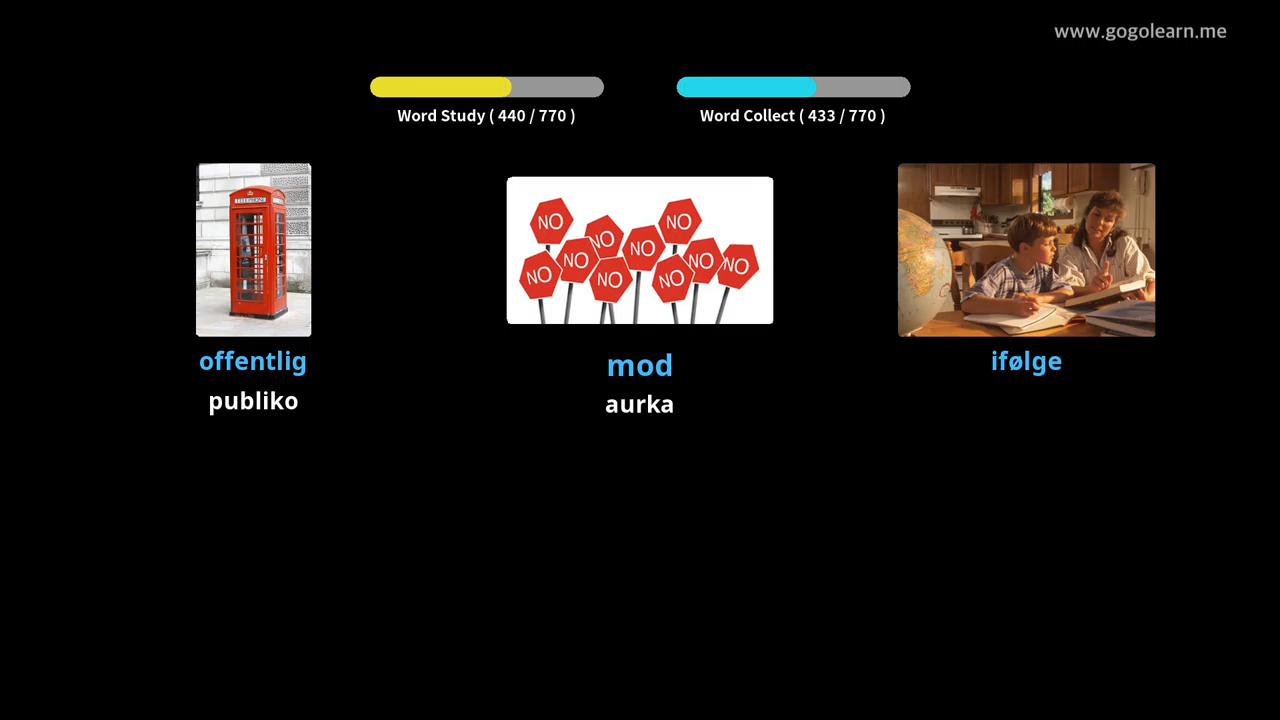 www.gogolearn.me
Word Study ( 440 / 770 )
Word Collect ( 433 / 770 )
TELEPHONE
NO
NO
NO
NO
NO
NO
NO
NO
NO
NO
offentlig
mod
ifølge
publiko
aurka